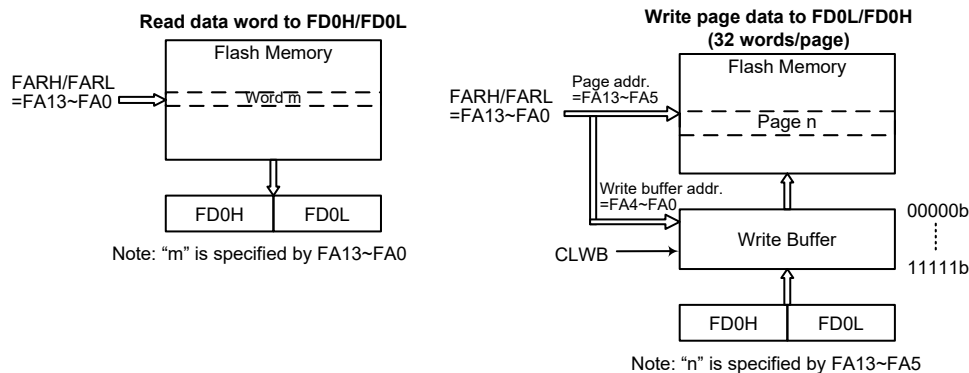 Read data word to FD0H/FD0L
Flash Memory
FARH/FARL
=FA13~FA0
Word m
FD0H
FD0L
Note: “m” is specified by FA13~FA0
Write page data to FD0L/FD0H
(32 words/page)
Flash Memory
Page addr.
=FA13~FA5
FARH/FARL
=FA13~FA0
Page n
Write buffer addr.
=FA4~FA0
Write Buffer
00000b
11111b
CLWB
FD0H
FD0L
Note: “n” is specified by FA13~FA5